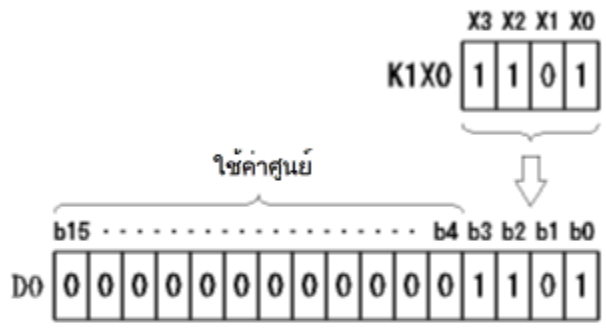 X3 X2 X1 X0
K1X0 1 1 0 1
ใช้ค่าศูนย์
b15 · · · · · · · · · · · · · · · · · · b4 b3 b2 b1 b0
D0 0 0 0 0 0 0 0 0 0 0 0 0 1 1 0 1